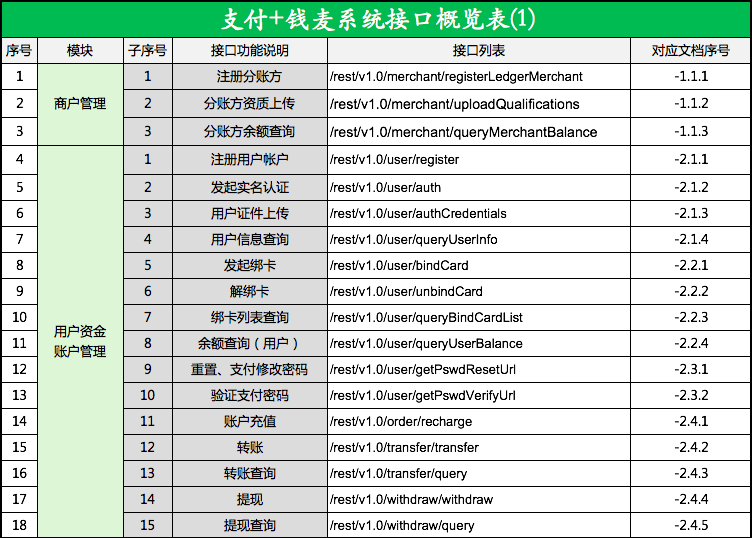 支付+钱麦系统接口概览表(1)
序号 模块 子序号 接口功能说明 接口列表 对应文档序号
1 商户管理 1 注册分账方 /rest/v1.0/merchant/registerLedgerMerchant -1.1.1
2 2 分账方资质上传 /rest/v1.0/merchant/uploadQualifications -1.1.2
3 3 分账方余额查询 /rest/v1.0/merchant/queryMerchantBalance -1.1.3
4 用户资金账户管理 1 注册用户帐户 /rest/v1.0/user/register -2.1.1
5 2 发起实名认证 /rest/v1.0/user/auth -2.1.2
6 3 用户证件上传 /rest/v1.0/user/authCredentials -2.1.3
7 4 用户信息查询 /rest/v1.0/user/queryUserInfo -2.1.4
8 5 发起绑卡 /rest/v1.0/user/bindCard -2.2.1
9 6 解绑卡 /rest/v1.0/user/unbindCard -2.2.2
10 7 绑卡列表查询 /rest/v1.0/user/queryBindCardList -2.2.3
11 8 余额查询（用户） /rest/v1.0/user/queryUserBalance -2.2.4
12 9 重置、支付修改密码 /rest/v1.0/user/getPswdResetUrl -2.3.1
13 10 验证支付密码 /rest/v1.0/user/getPswdVerifyUrl -2.3.2
14 11 账户充值 /rest/v1.0/order/recharge -2.4.1
15 12 转账 /rest/v1.0/transfer/transfer -2.4.2
16 13 转账查询 /rest/v1.0/transfer/query -2.4.3
17 14 提现 /rest/v1.0/withdraw/withdraw -2.4.4
18 15 提现查询 /rest/v1.0/withdraw/query -2.4.5